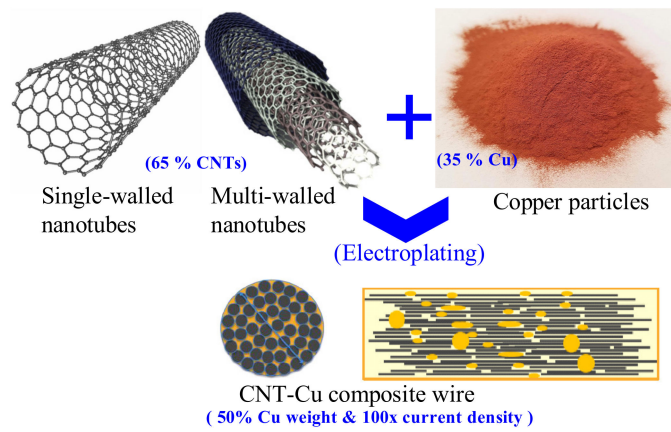 (65 % CNTs)
(35 % Cu)
Single-walled
nanotubes
Multi-walled
nanotubes
Copper particles
(Electroplating)
CNT-Cu composite wire
( 50% Cu weight & 100x current density )